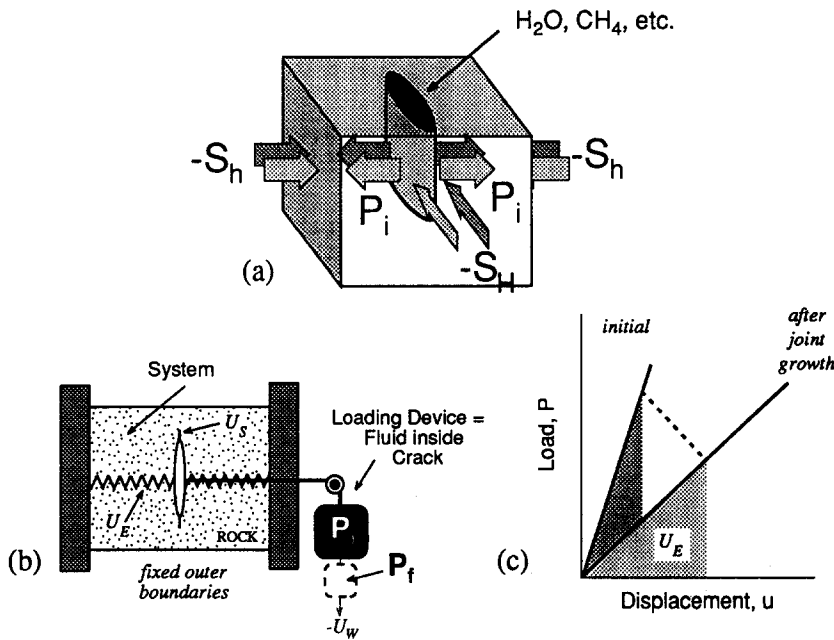 H2O, CH4, etc.
-Sh
-Sh
Pi
Pi
-SH
(a)
System
US
UE
ROCK
fixed outer
boundaries
Loading Device =
Fluid inside
Crack
P
Pf
-UW
(b)
initial
after
joint
growth
Load, P
UE
Displacement, u
(c)